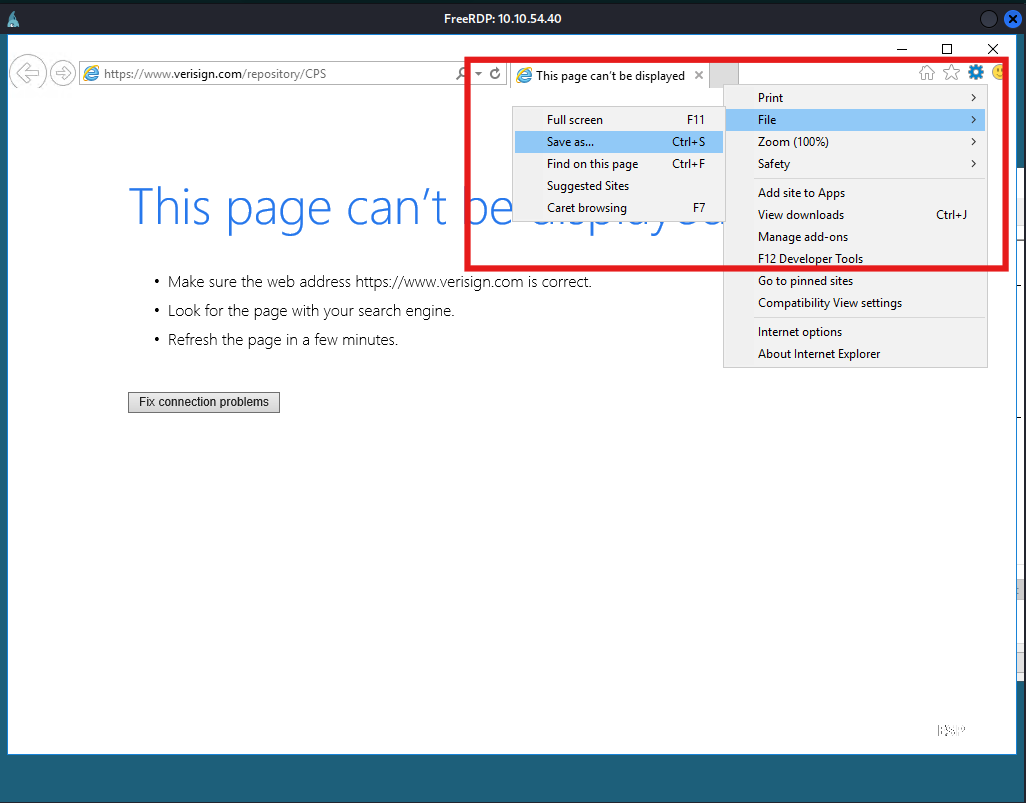 FreeRDP: 10.10.54.40
https://www.verisign.com/repository/CPS
This page can't be displayed
Print
Full screen F11
File
Save as... Ctrl+S
Zoom (100%)
Find on this page Ctrl+F
Safety
Suggested Sites
Add site to Apps
Caret browsing F7
View downloads Ctrl+J
This page can't be displayed
Manage add-ons
F12 Developer Tools
• Make sure the web address https://www.verisign.com is correct.
Go to pinned sites
Compatibility View settings
• Look for the page with your search engine.
Internet options
• Refresh the page in a few minutes.
About Internet Explorer
Fix connection problems